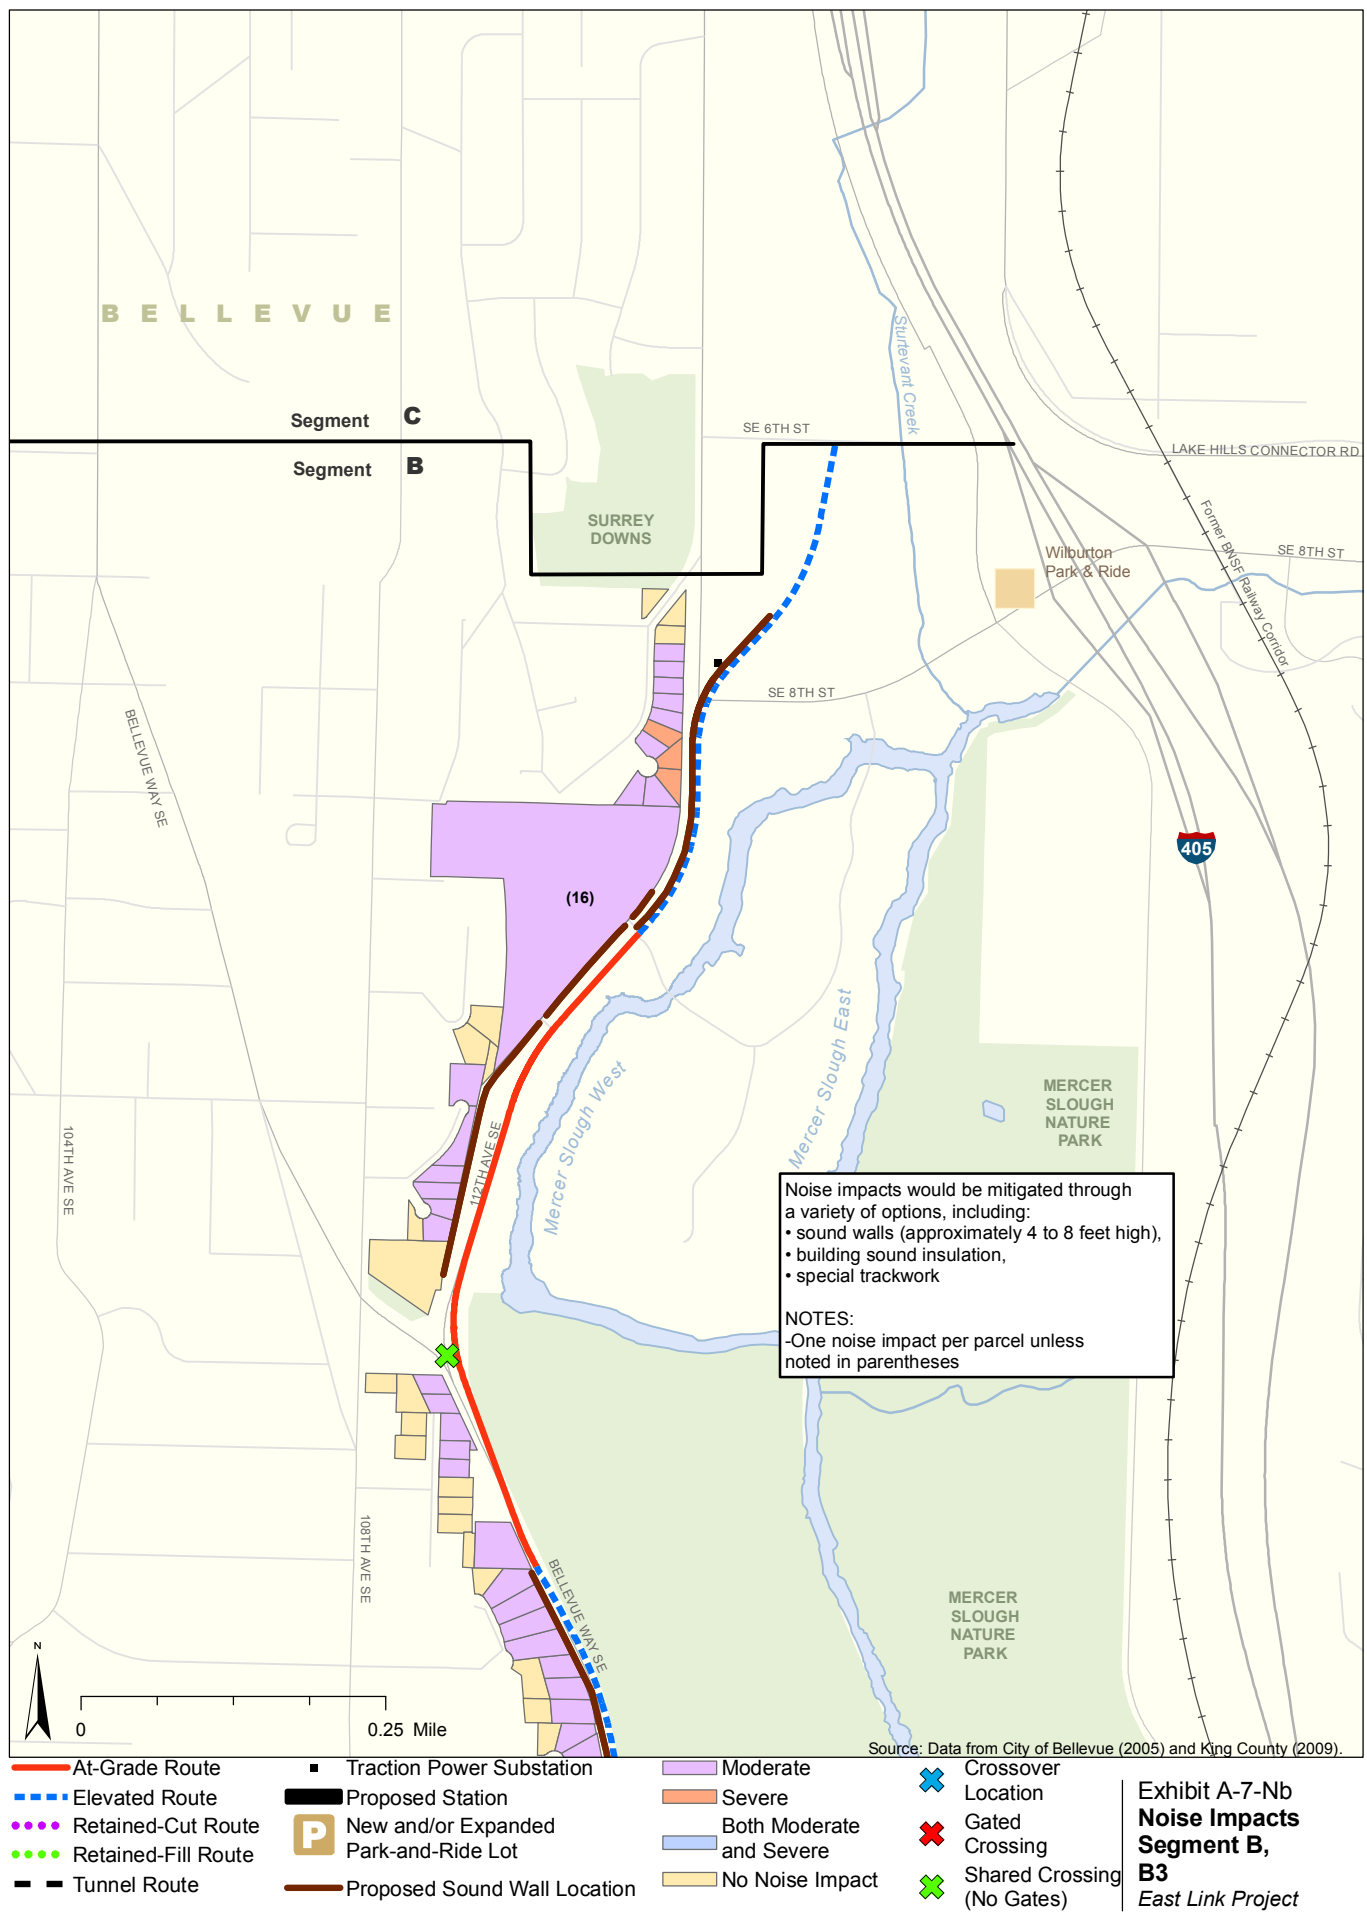 BELLEVUE
Segment C
Segment B
SE 6TH ST
Sturtevant Creek
LAKE HILLS CONNECTOR RD
SURREY
DOWNS
Former BNSF Railway Corridor
Wilburton
Park & Ride
SE 8TH ST
SE 8TH ST
BELLEVUE WAY SE
405
(16)
Mercer Slough West
Mercer Slough East
MERCER
SLOUGH
NATURE
PARK
104TH AVE SE
112TH AVE SE
Noise impacts would be mitigated through
a variety of options, including:
• sound walls (approximately 4 to 8 feet high),
• building sound insulation,
• special trackwork
NOTES:
-One noise impact per parcel unless
noted in parentheses
108TH AVE SE
BELLEVUE WAY SE
MERCER
SLOUGH
NATURE
PARK
N
0 0.25 Mile
Source: Data from City of Bellevue (2005) and King County (2009).
At-Grade Route
Elevated Route
Retained-Cut Route
Retained-Fill Route
Tunnel Route
Traction Power Substation
Proposed Station
P
New and/or Expanded
Park-and-Ride Lot
Proposed Sound Wall Location
Moderate
Severe
Both Moderate
and Severe
No Noise Impact
Crossover
Location
Gated
Crossing
Shared Crossing
(No Gates)
Exhibit A-7-Nb
Noise Impacts
Segment B,
B3
East Link Project